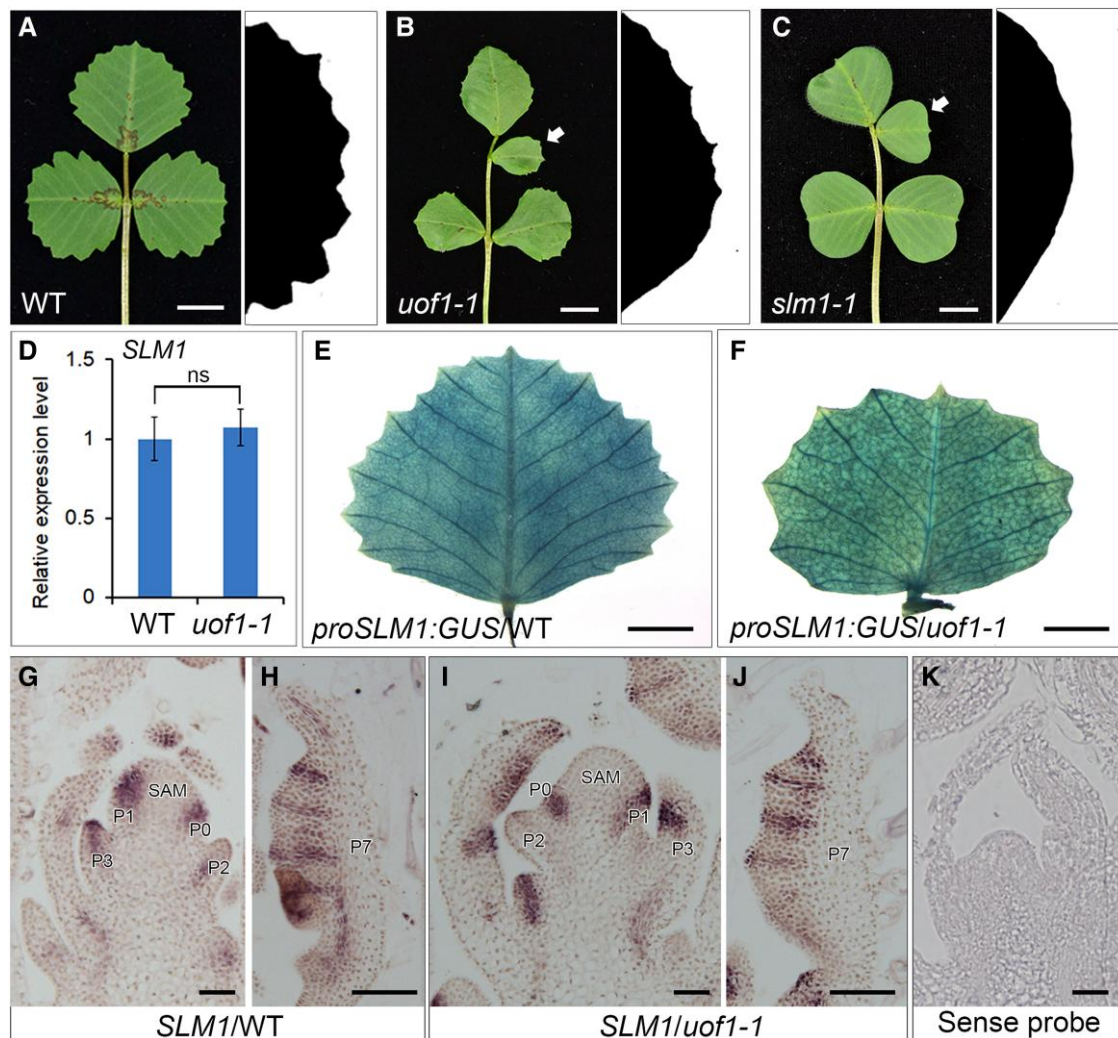 A
B
C
WT
uof1-1
slm1-1
D
SLM1
1.5
ns
1
0.5
0
Relative expression level
WT uof1-1
E
proSLM1:GUS/WT
F
proSLM1:GUS/uof1-1
G
H
I
J
K
SAM
P1
P0
P3
P2
P7
SAM
P0
P1
P2
P3
P7
SLM1/WT
SLM1/uof1-1
Sense probe